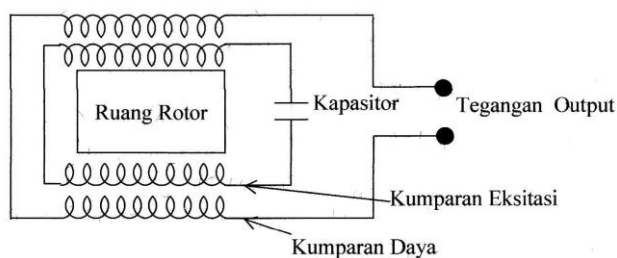 Ruang Rotor
Kapasitor
Tegangan Output
Kumparan Eksitasi
Kumparan Daya